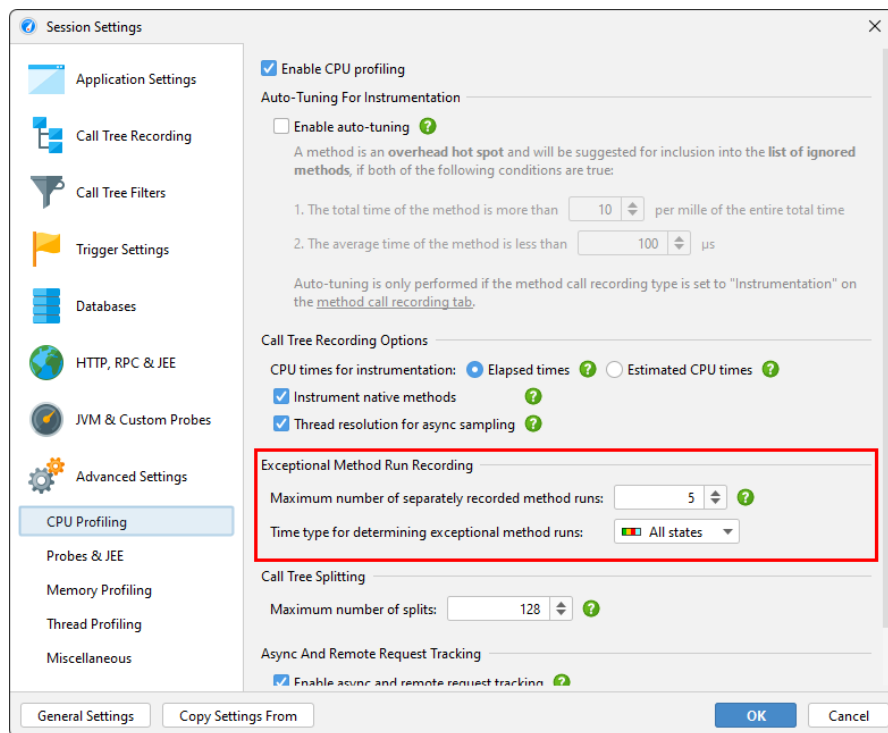 Session Settings
Application Settings
Call Tree Recording
Call Tree Filters
Trigger Settings
Databases
HTTP, RPC & JEE
JVM & Custom Probes
Advanced Settings
CPU Profiling
Probes & JEE
Memory Profiling
Thread Profiling
Miscellaneous
Enable CPU profiling
Auto-Tuning For Instrumentation
Enable auto-tuning ?
A method is an overhead hot spot and will be suggested for inclusion into the list of ignored
methods, if both of the following conditions are true:
1. The total time of the method is more than 10 per mille of the entire total time
2. The average time of the method is less than 100 µs
Auto-tuning is only performed if the method call recording type is set to "Instrumentation" on
the method call recording tab.
Call Tree Recording Options
CPU times for instrumentation: Elapsed times ? Estimated CPU times ?
Instrument native methods ?
Thread resolution for async sampling ?
Exceptional Method Run Recording
Maximum number of separately recorded method runs: 5 ?
Time type for determining exceptional method runs: All states
Call Tree Splitting
Maximum number of splits: 128 ?
Async And Remote Request Tracking
Enable async and remote request tracking ?
General Settings
Copy Settings From
OK
Cancel